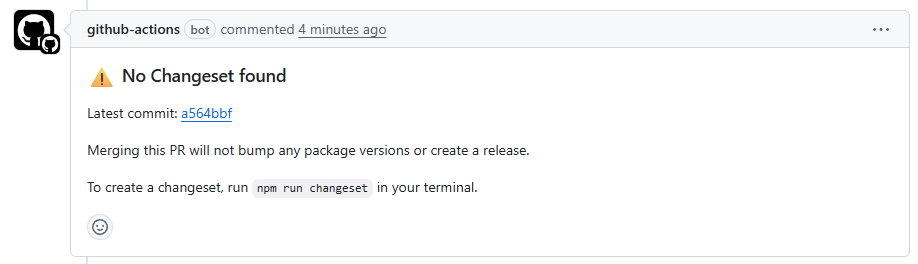 github-actions bot commented 4 minutes ago
No Changeset found
Latest commit: a564bbf
Merging this PR will not bump any package versions or create a release.
To create a changeset, run npm run changeset in your terminal.